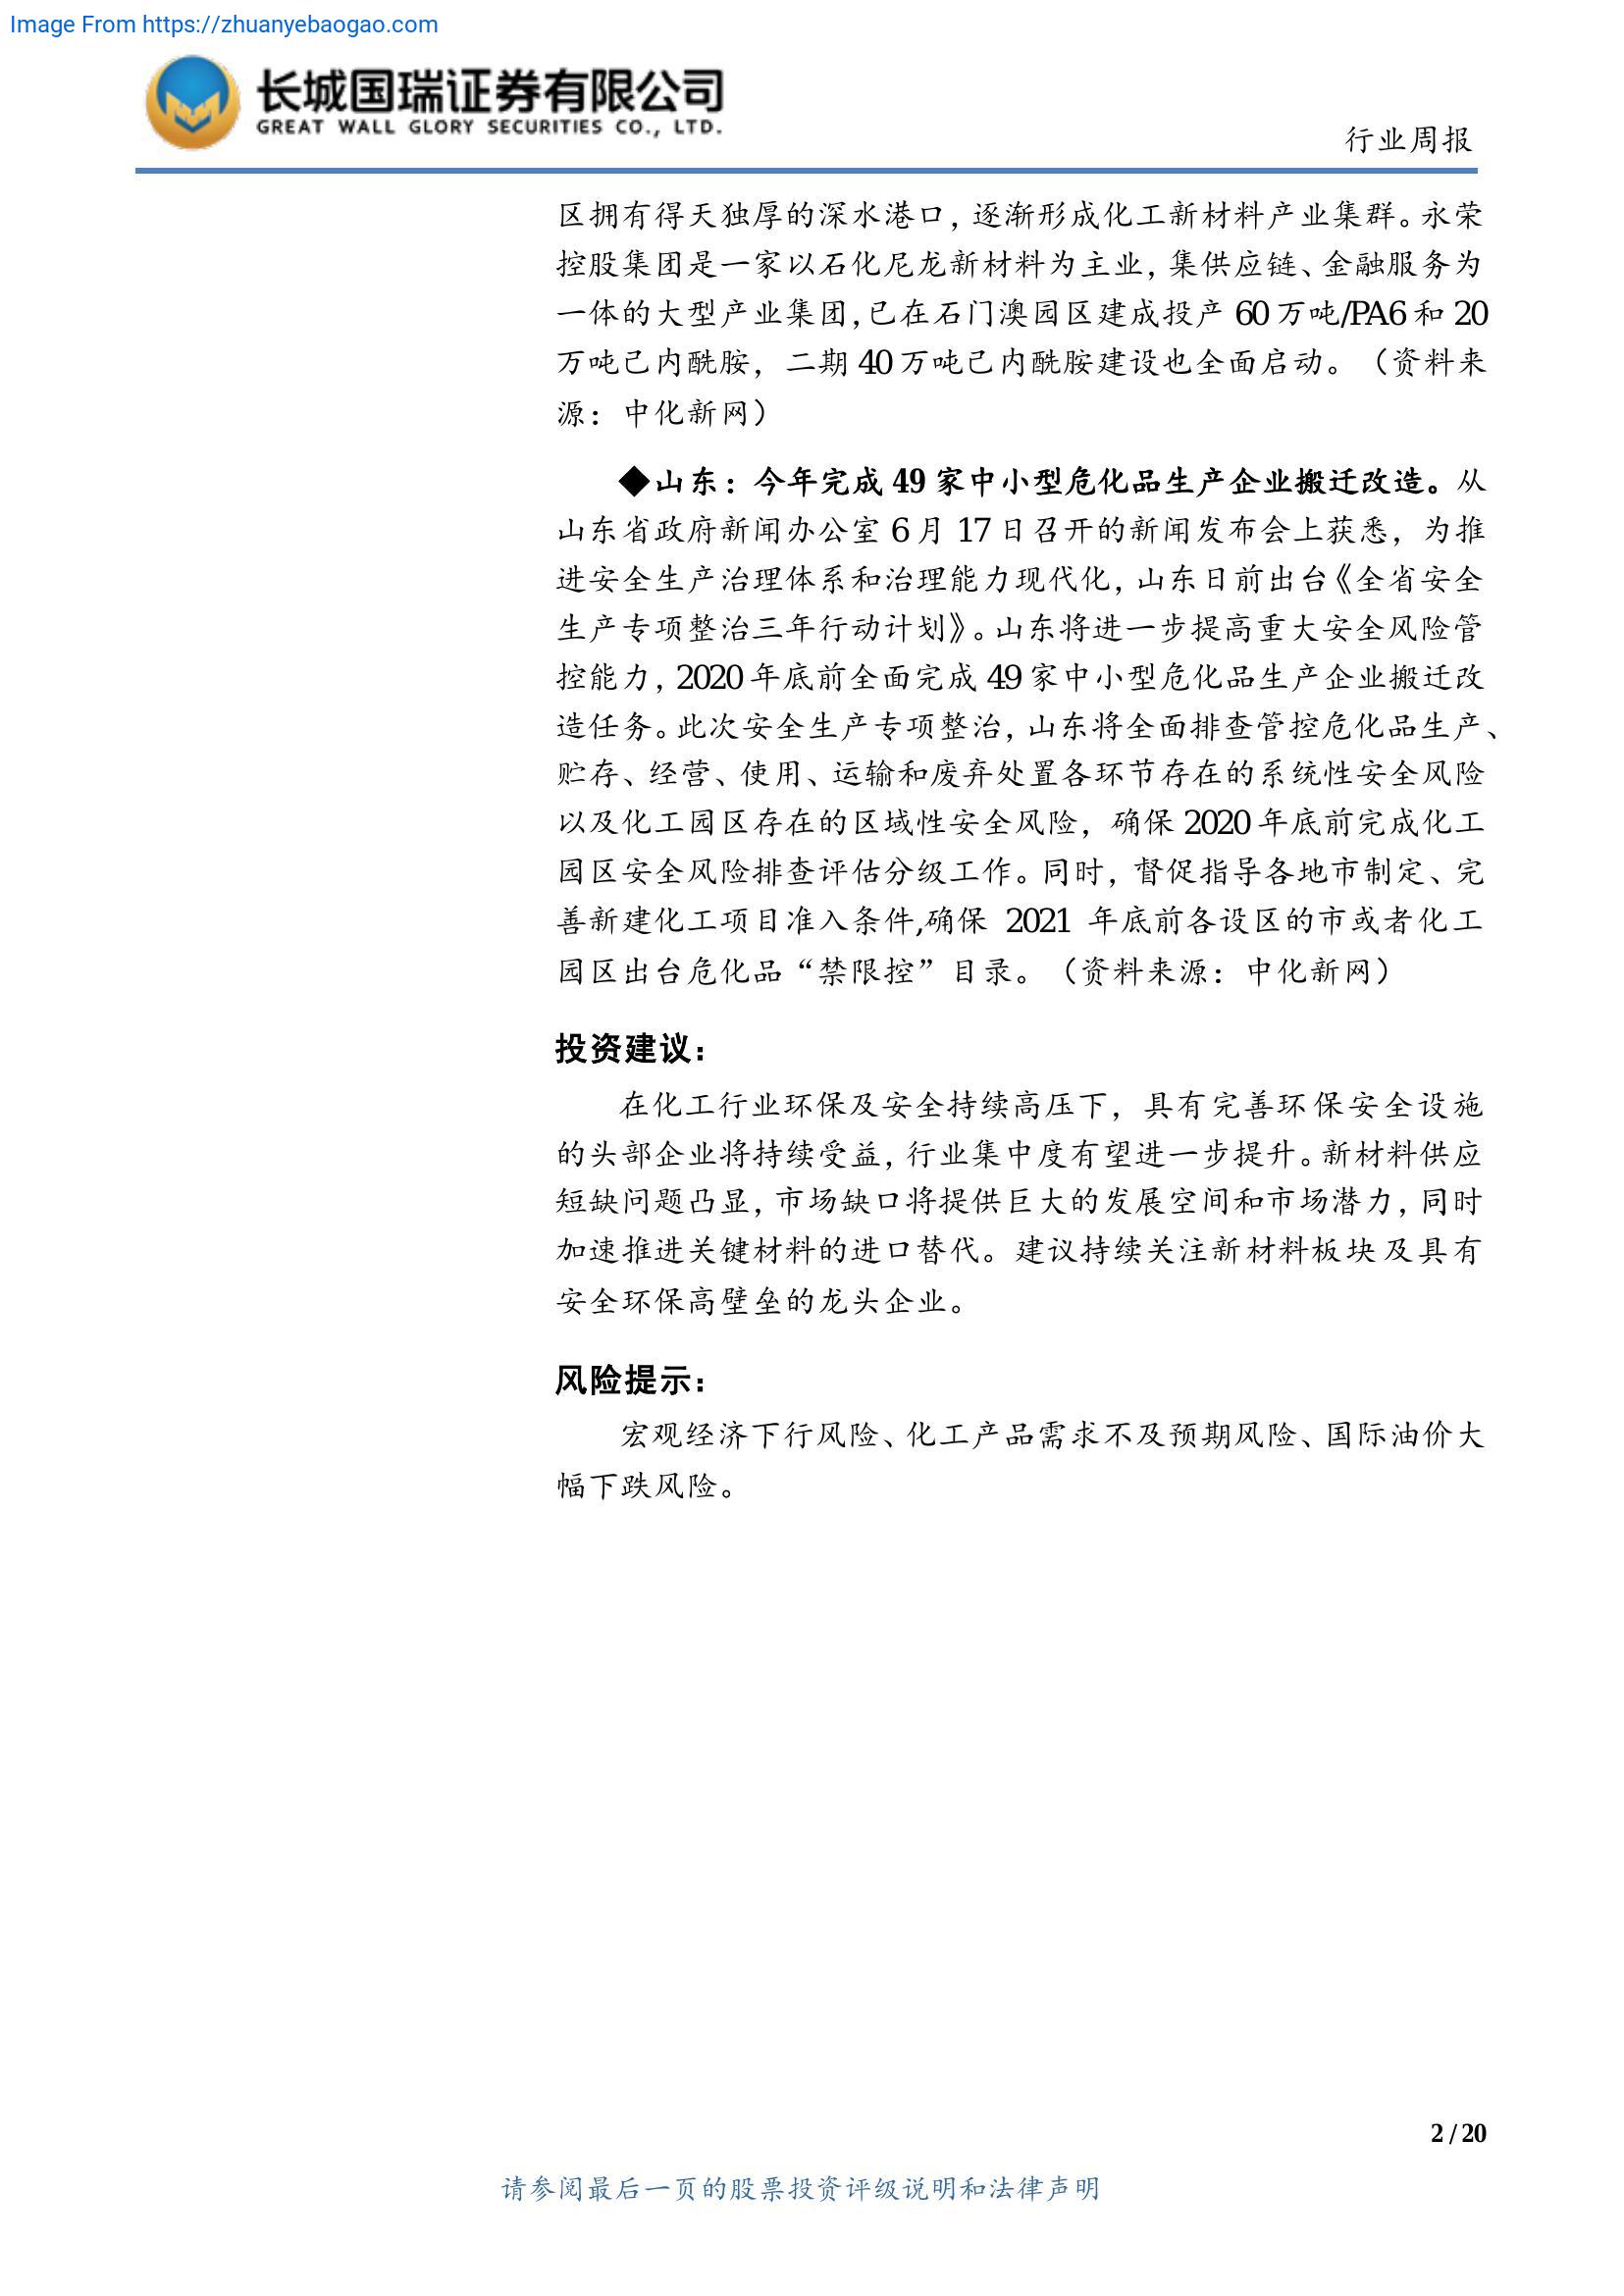 Image From https://zhuanyebaogao.com
长城国瑞证券有限公司
GREAT WALL GLORY SECURITIES CO., LTD.
行业周报
区拥有得天独厚的深水港口，逐渐形成化工新材料产业集群。永荣
控股集团是一家以石化尼龙新材料为主业，集供应链、金融服务为
一体的大型产业集团,已在石门澳园区建成投产 60 万吨/PA6 和 20
万吨己内酰胺，二期 40 万吨己内酰胺建设也全面启动。（资料来
源：中化新网）
◆山东：今年完成 49 家中小型危化品生产企业搬迁改造。从
山东省政府新闻办公室 6 月 17 日召开的新闻发布会上获悉，为推
进安全生产治理体系和治理能力现代化，山东日前出台《全省安全
生产专项整治三年行动计划》。山东将进一步提高重大安全风险管
控能力，2020 年底前全面完成 49 家中小型危化品生产企业搬迁改
造任务。此次安全生产专项整治，山东将全面排查管控危化品生产、
贮存、经营、使用、运输和废弃处置各环节存在的系统性安全风险
以及化工园区存在的区域性安全风险，确保 2020 年底前完成化工
园区安全风险排查评估分级工作。同时，督促指导各地市制定、完
善新建化工项目准入条件,确保 2021 年底前各设区的市或者化工
园区出台危化品“禁限控”目录。（资料来源：中化新网）
投资建议：
在化工行业环保及安全持续高压下，具有完善环保安全设施
的头部企业将持续受益，行业集中度有望进一步提升。新材料供应
短缺问题凸显，市场缺口将提供巨大的发展空间和市场潜力，同时
加速推进关键材料的进口替代。建议持续关注新材料板块及具有
安全环保高壁垒的龙头企业。
风险提示：
宏观经济下行风险、化工产品需求不及预期风险、国际油价大
幅下跌风险。
2 / 20
请参阅最后一页的股票投资评级说明和法律声明